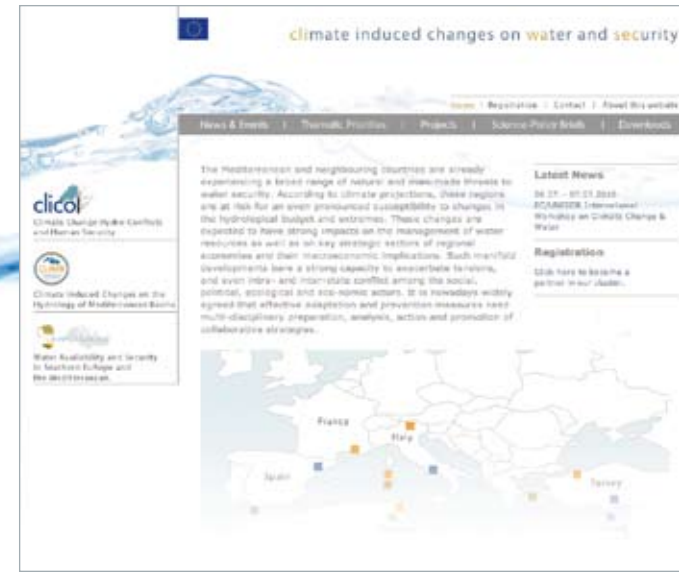 climate induced changes on water and security
Home | Registration | Contact | About this website
News & Events | Thematic Priorities | Projects | Science-Policy Briefs | Downloads
clico
Climate Change Hydro Conflicts
and Human Security
CLIMB
Climate Induced Changes on the
Hydrology of Mediterranean Basins
Water Availability and Security
in Southern Europe and
the Mediterranean
The Mediterranean and neighbouring countries are already
experiencing a broad range of natural and man-made threats to
water security. According to climate projections, these regions
are at risk for an even pronounced susceptibility to changes in
the hydrological budget and extremes. These changes are
expected to have strong impacts on the management of water
resources as well as on key strategic sectors of regional
economies and their macroeconomic implications. Such manifold
developments bare a strong capacity to exacerbate tensions,
and even intra- and inter-state conflict among the social,
political, ecological and eco-nomic actors. It is nowadays widely
agreed that effective adaptation and prevention measures need
multi-disciplinary preparation, analysis, action and promotion of
collaborative strategies.
Latest News
International
Workshop on Climate Change &
Water
Registration
Click here to become a
partner in our cluster.
France
Italy
Spain
Turkey